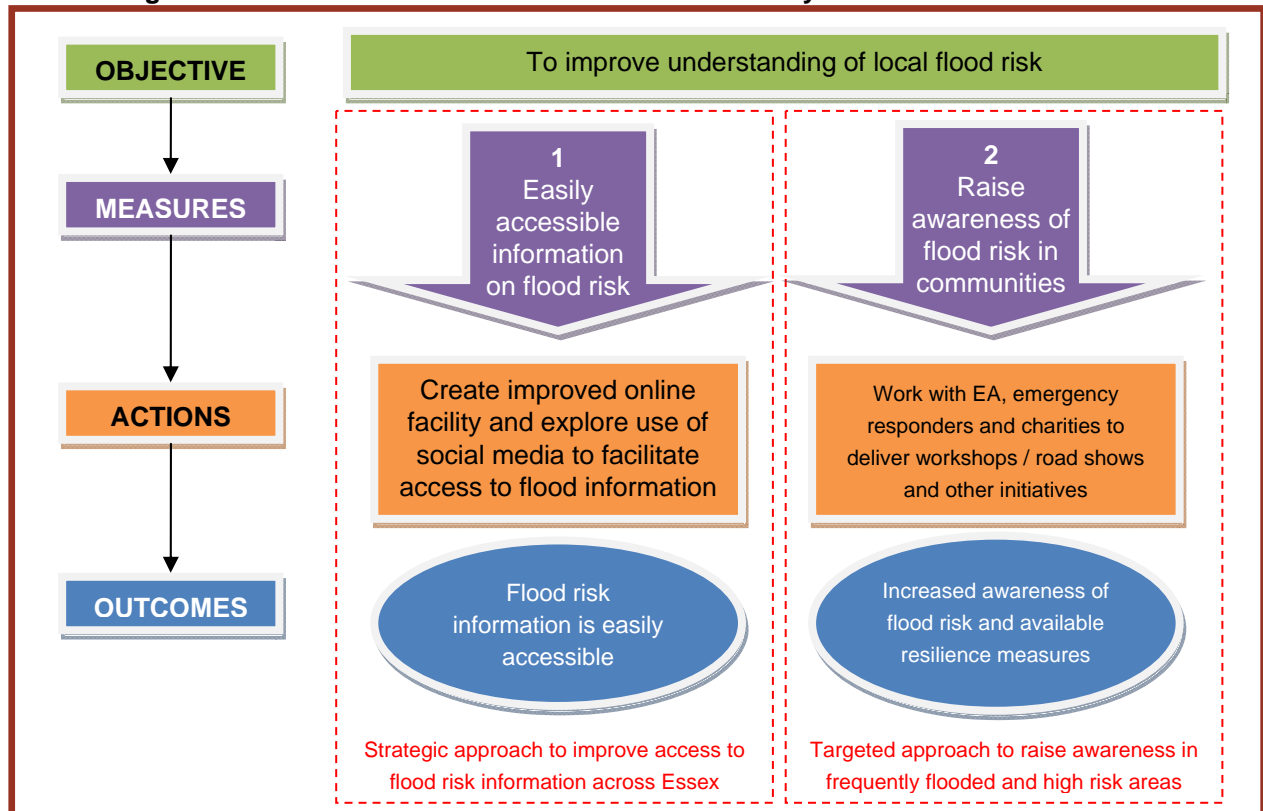 OBJECTIVE
To improve understanding of local flood risk
MEASURES
1
Easily
accessible
information
on flood risk
2
Raise
awareness of
flood risk in
communities
ACTIONS
Create improved online
facility and explore use of
social media to facilitate
access to flood information
Work with EA, emergency
responders and charities to
deliver workshops / road shows
and other initiatives
OUTCOMES
Flood risk
information is easily
accessible
Increased awareness of
flood risk and available
resilience measures
Strategic approach to improve access to
flood risk information across Essex
Targeted approach to raise awareness in
frequently flooded and high risk areas